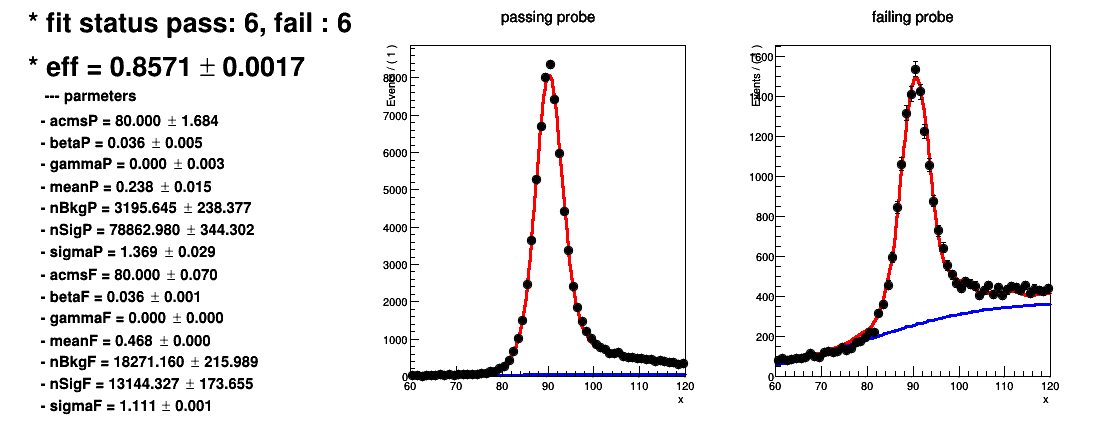 * fit status pass: 6, fail : 6
* eff = 0.8571 ± 0.0017
--- parmeters
- acmsP = 80.000 ± 1.684
- betaP = 0.036 ± 0.005
- gammaP = 0.000 ± 0.003
- meanP = 0.238 ± 0.015
- nBkgP = 3195.645 ± 238.377
- nSigP = 78862.980 ± 344.302
- sigmaP = 1.369 ± 0.029
- acmsF = 80.000 ± 0.070
- betaF = 0.036 ± 0.001
- gammaF = 0.000 ± 0.000
- meanF = 0.468 ± 0.000
- nBkgF = 18271.160 ± 215.989
- nSigF = 13144.327 ± 173.655
- sigmaF = 1.111 ± 0.001
passing probe
Events / ( 1 )
8000
7000
6000
5000
4000
3000
2000
1000
0
60 70 80 90 100 110 120
x
failing probe
Events / ( 1 )
1600
1400
1200
1000
800
600
400
200
0
60 70 80 90 100 110 120
x